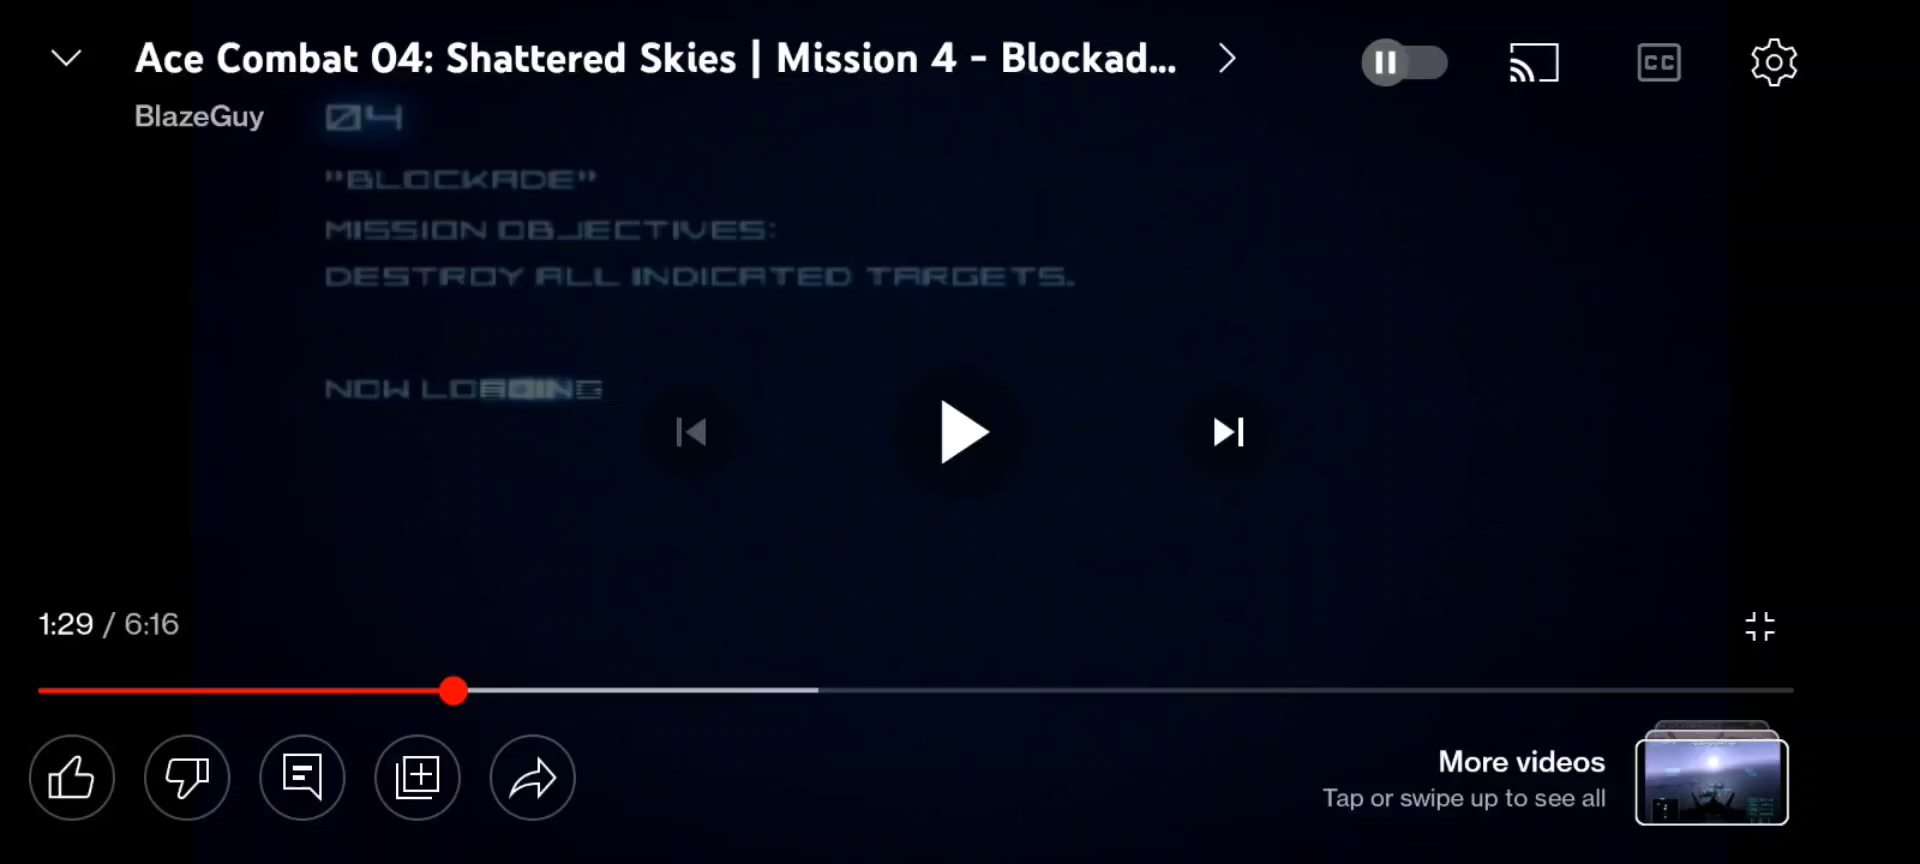 Ace Combat 04: Shattered Skies | Mission 4 - Blockad...
BlazeGuy
CC
04
"BLOCKADE"
MISSION OBJECTIVES:
DESTROY ALL INDICATED TARGETS.
NOW LOADING
1:29 / 6:16
More videos
Tap or swipe up to see all